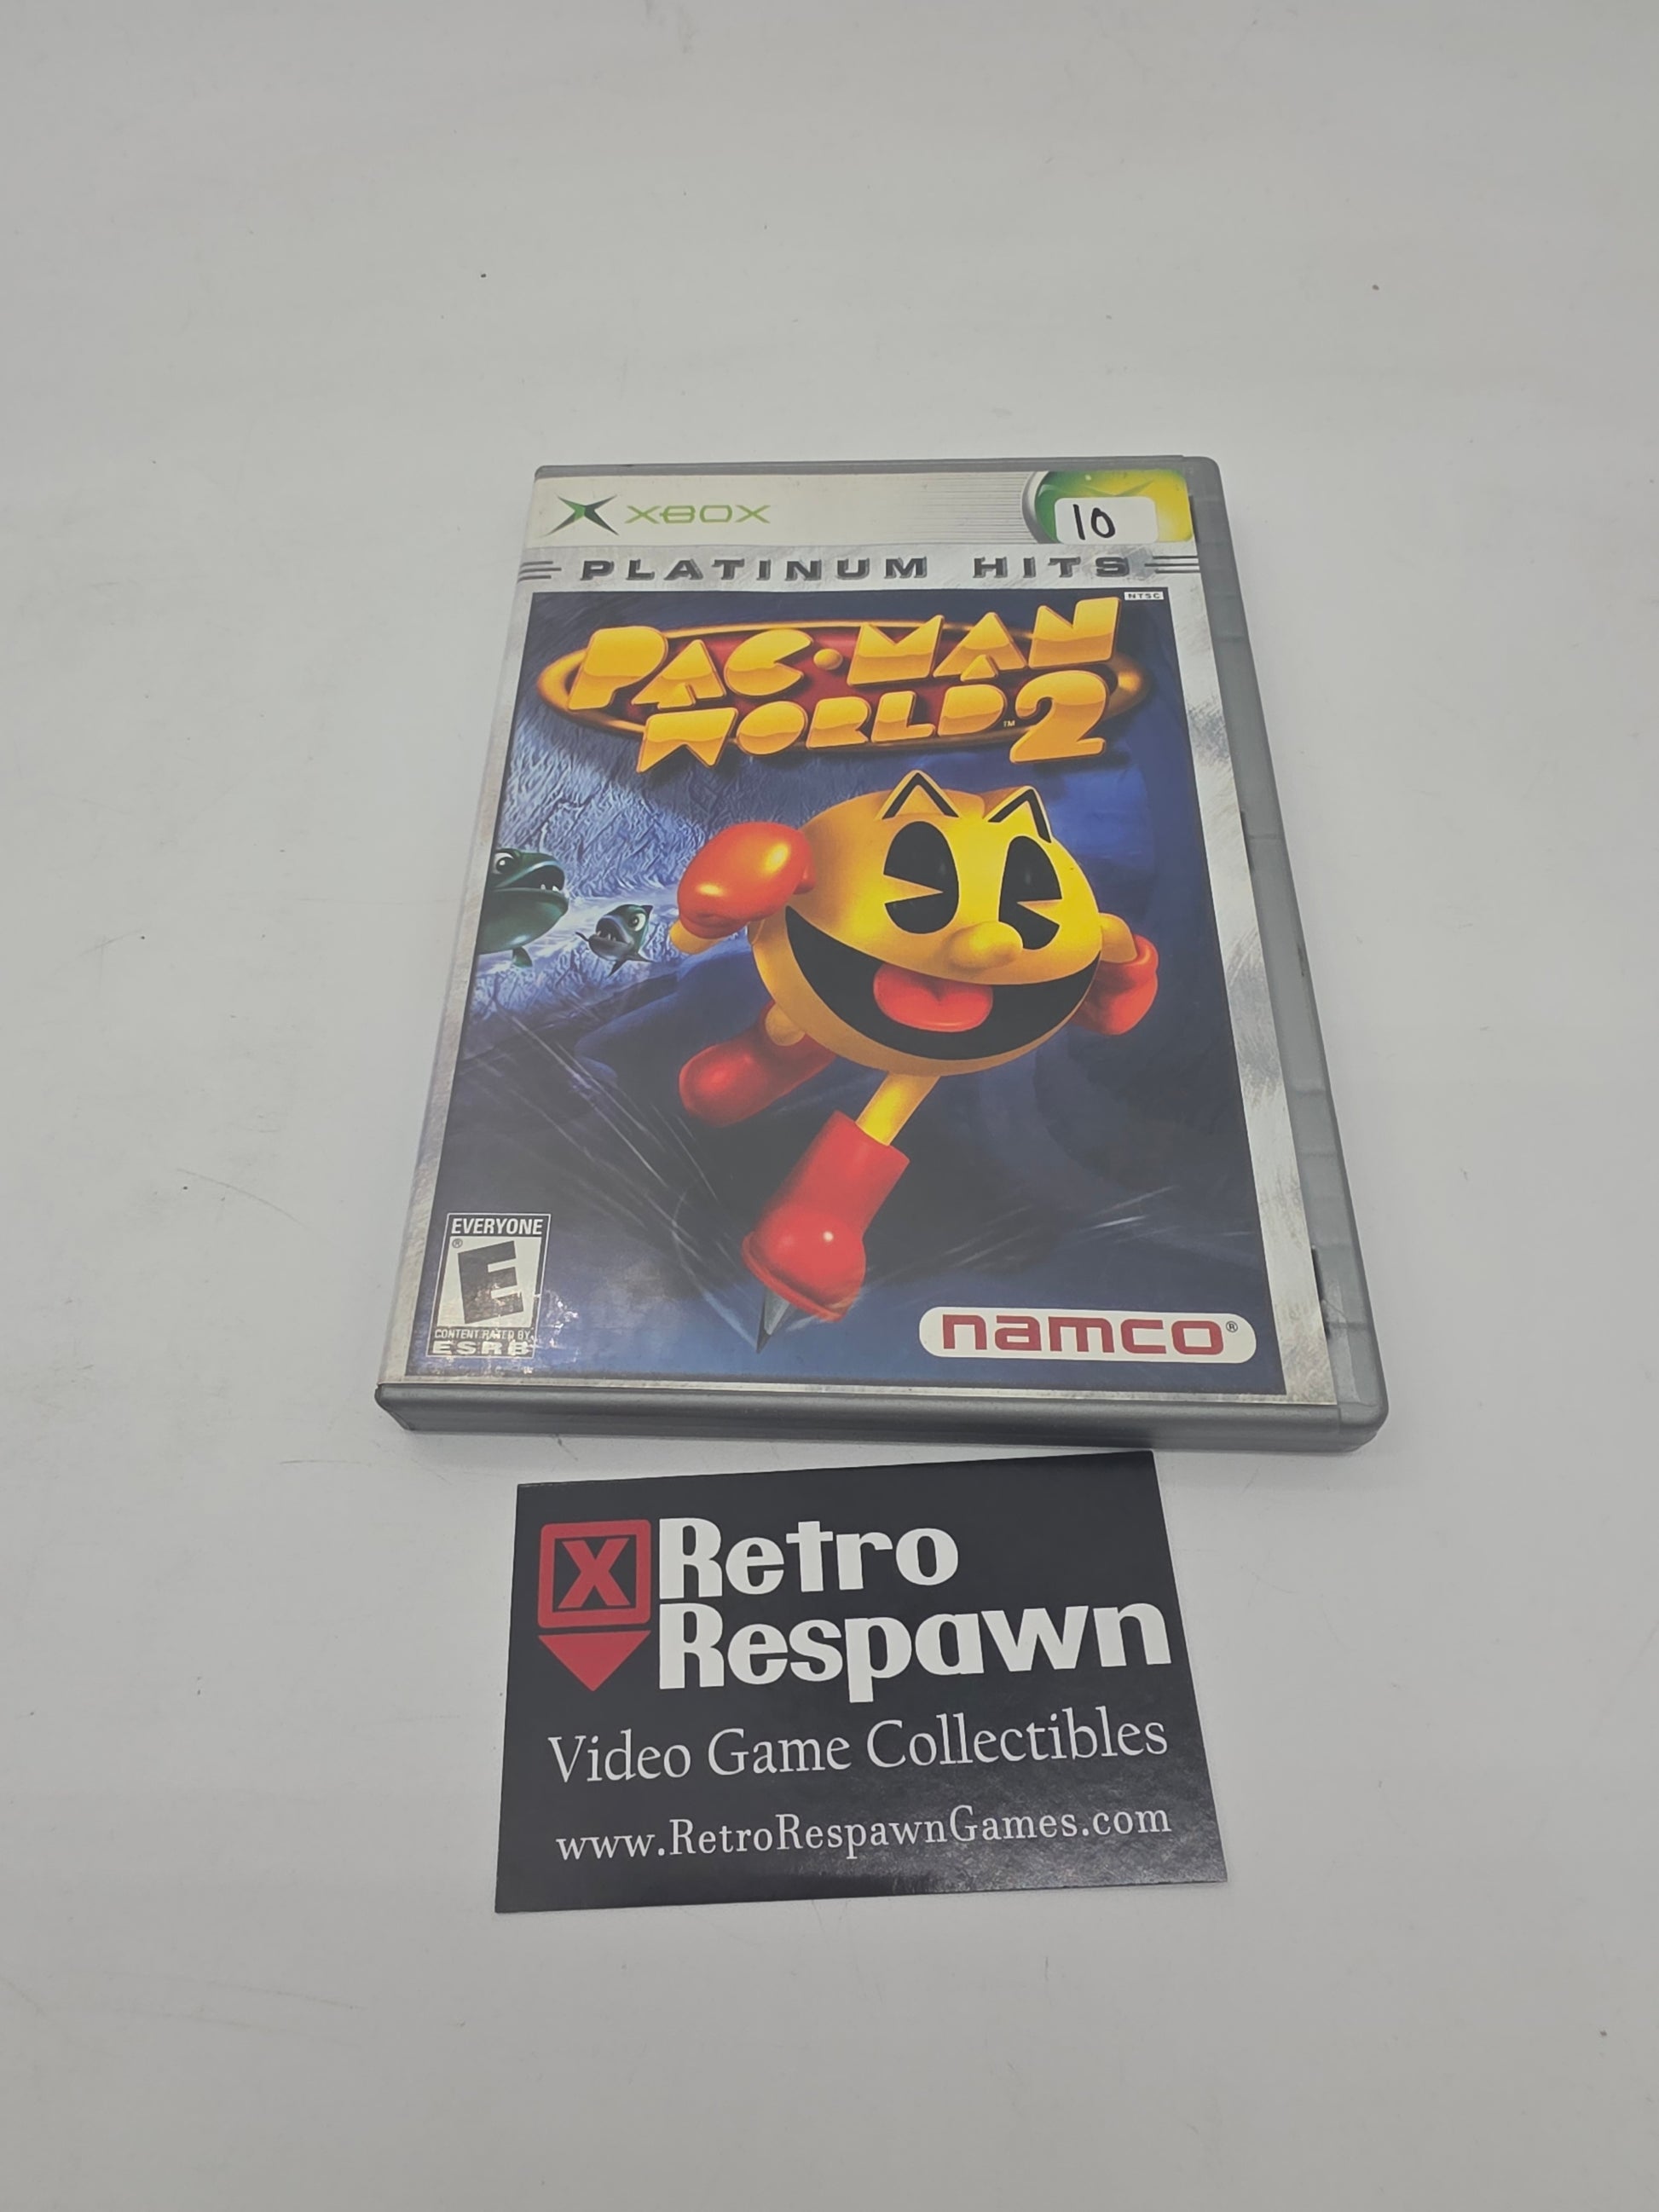 XBOX
10
PLATINUM HITS
NTSC
PAC-MAN
WORLD 2
™
EVERYONE
E
®
CONTENT RATED BY
ESRB
namco®
X Retro
Respawn
Video Game Collectibles
www.RetroRespawnGames.com